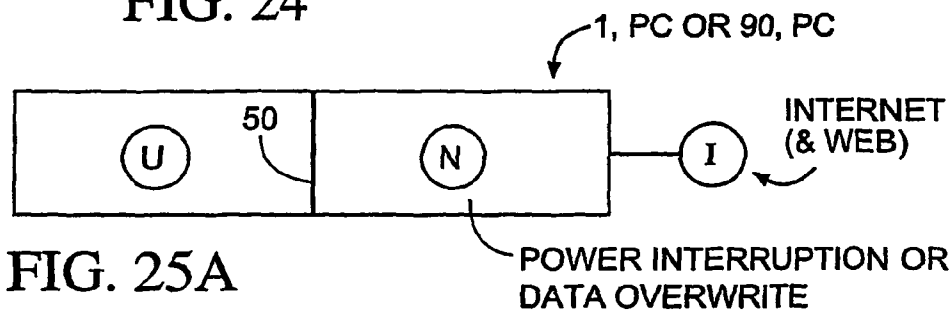 FIG. 24
1, PC OR 90, PC
50
INTERNET
(& WEB)
U
N
I
FIG. 25A
POWER INTERRUPTION OR
DATA OVERWRITE